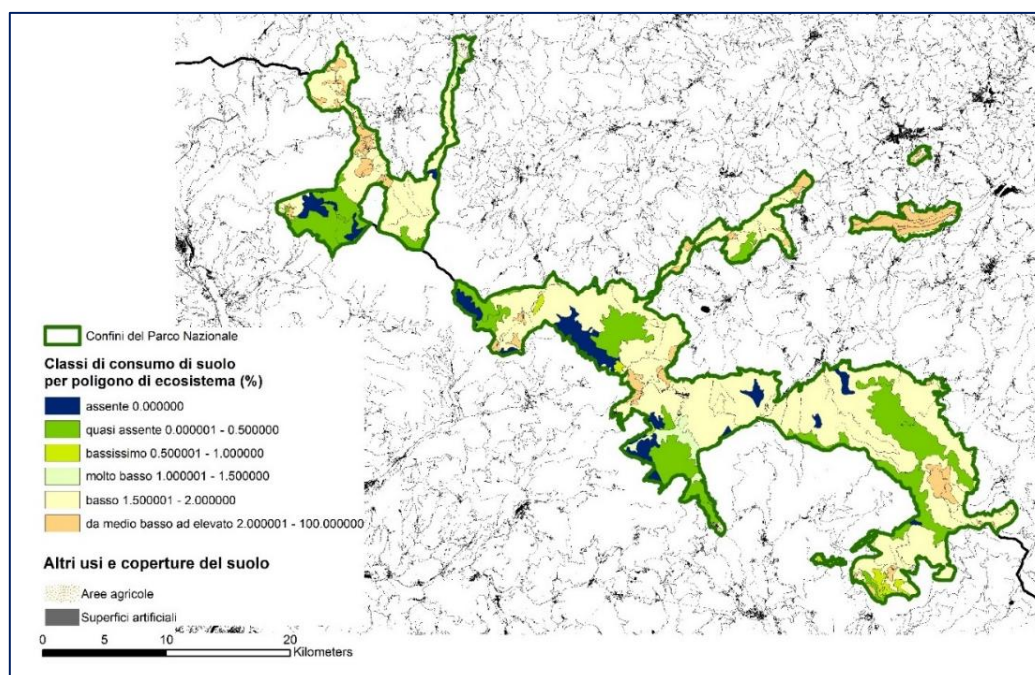 Confini del Parco Nazionale
Classi di consumo di suolo
per poligono di ecosistema (%)
assente 0.000000
quasi assente 0.000001 - 0.500000
bassissimo 0.500001 - 1.000000
molto basso 1.000001 - 1.500000
basso 1.500001 - 2.000000
da medio basso ad elevato 2.000001 - 100.000000
Altri usi e coperture del suolo
Aree agricole
Superfici artificiali
0 10 20
Kilometers